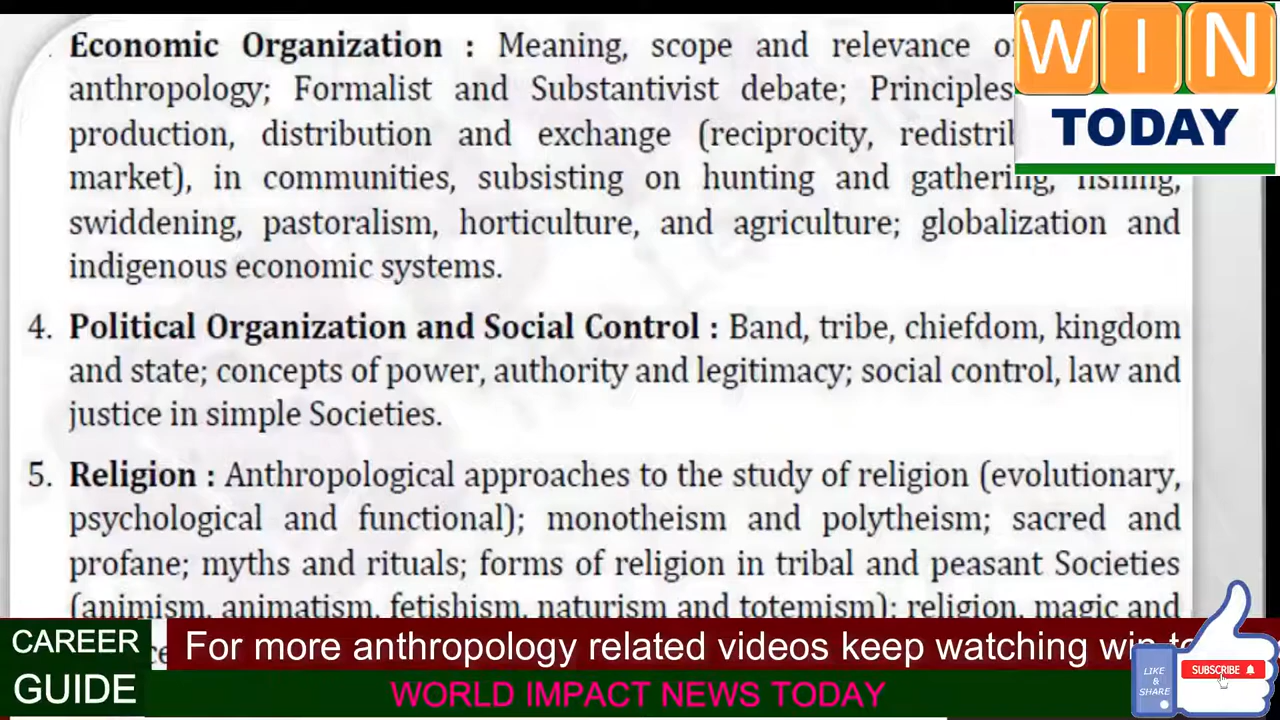 Economic Organization : Meaning, scope and relevance
anthropology; Formalist and Substantivist debate; Principles
production, distribution and exchange (reciprocity,
market), in communities, subsisting on hunting and gathering, fishing,
swiddening, pastoralism, horticulture, and agriculture; globalization and
indigenous economic systems.
4. Political Organization and Social Control : Band, tribe, chiefdom, kingdom
and state; concepts of power, authority and legitimacy; social control, law and
justice in simple Societies.
5. Religion : Anthropological approaches to the study of religion (evolutionary,
psychological and functional); monotheism and polytheism; sacred and
profane; myths and rituals; forms of religion in tribal and peasant Societies
(animism, animatism, fetishism, naturism and totemism); religion, magic and
WIN
TODAY
CAREER
GUIDE
For more anthropology related videos keep watching win
WORLD IMPACT NEWS TODAY
LIKE
&
SHARE
SUBSCRIBE